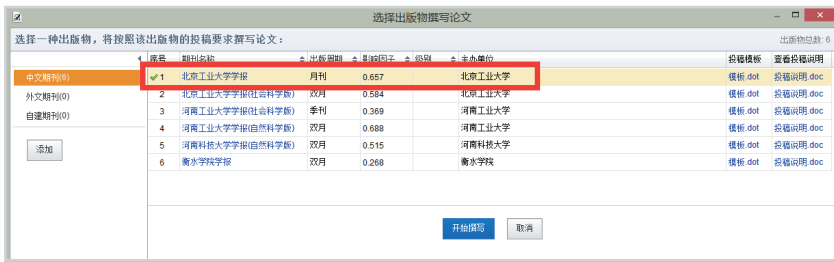 选择出版物撰写论文
选择一种出版物，将按照该出版物的投稿要求撰写论文：
出版物总数: 6
序号 期刊名称 出版周期 影响因子 级别 主办单位 投稿模板 查看投稿说明
中文期刊(6)
外文期刊(0)
自建期刊(0)
添加
1 北京工业大学学报 月刊 0.657 北京工业大学 模板.dot 投稿说明.doc
2 北京工业大学学报(社会科学版) 双月 0.584 北京工业大学 模板.dot 投稿说明.doc
3 河南工业大学学报(社会科学版) 季刊 0.369 河南工业大学 模板.dot 投稿说明.doc
4 河南工业大学学报(自然科学版) 双月 0.688 河南工业大学 模板.dot 投稿说明.doc
5 河南科技大学学报(自然科学版) 双月 0.515 河南科技大学 模板.dot 投稿说明.doc
6 衡水学院学报 双月 0.268 衡水学院 模板.dot 投稿说明.doc
开始撰写 取消